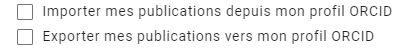 Importer mes publications depuis mon profil ORCID
Exporter mes publications vers mon profil ORCID